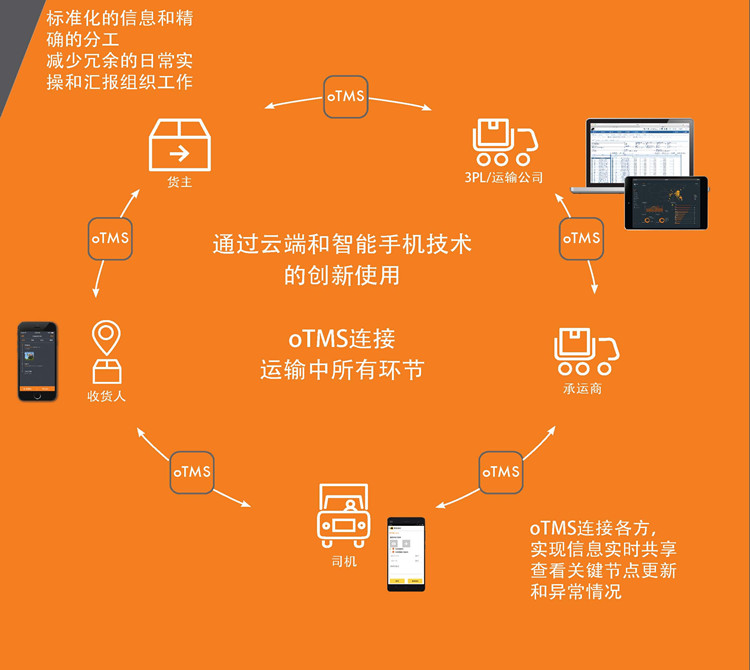 标准化的信息和精
确的分工
减少冗余的日常实
操和汇报组织工作
oTMS
货主
3PL/运输公司
oTMS
oTMS
通过云端和智能手机技术
的创新使用
oTMS连接
运输中所有环节
收货人
承运商
oTMS
oTMS
司机
oTMS连接各方，
实现信息实时共享
查看关键节点更新
和异常情况